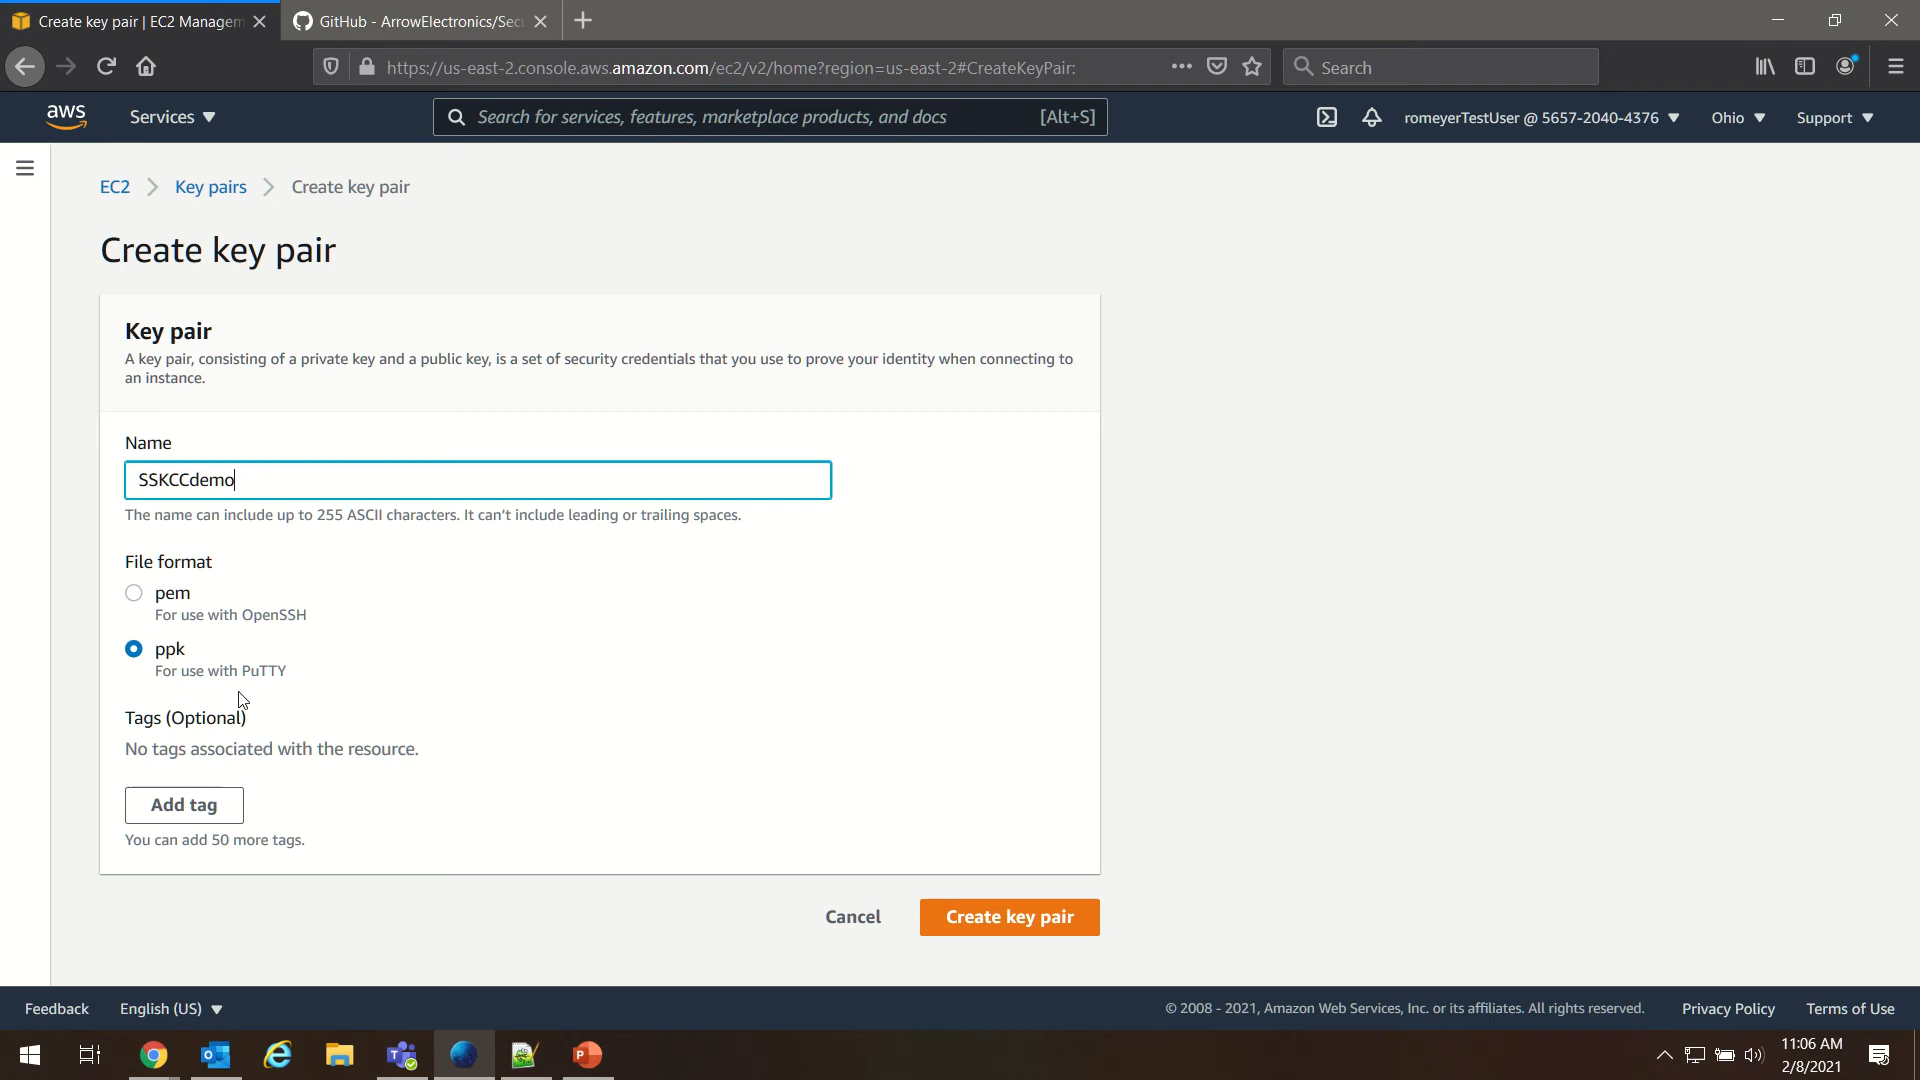 Create key pair | EC2 Managem
GitHub - ArrowElectronics/Secu
https://us-east-2.console.aws.amazon.com/ec2/v2/home?region=us-east-2#CreateKeyPair:
Search
aws
Services
Search for services, features, marketplace products, and docs
[Alt+S]
romeyerTestUser @ 5657-2040-4376
Ohio
Support
EC2
Key pairs
Create key pair
Create key pair
Key pair
A key pair, consisting of a private key and a public key, is a set of security credentials that you use to prove your identity when connecting to
an instance.
Name
SSKCCdemo
The name can include up to 255 ASCII characters. It can't include leading or trailing spaces.
File format
pem
For use with OpenSSH
ppk
For use with PuTTY
Tags (Optional)
No tags associated with the resource.
Add tag
You can add 50 more tags.
Cancel
Create key pair
Feedback
English (US)
© 2008 - 2021, Amazon Web Services, Inc. or its affiliates. All rights reserved.
Privacy Policy
Terms of Use
11:06 AM
2/8/2021